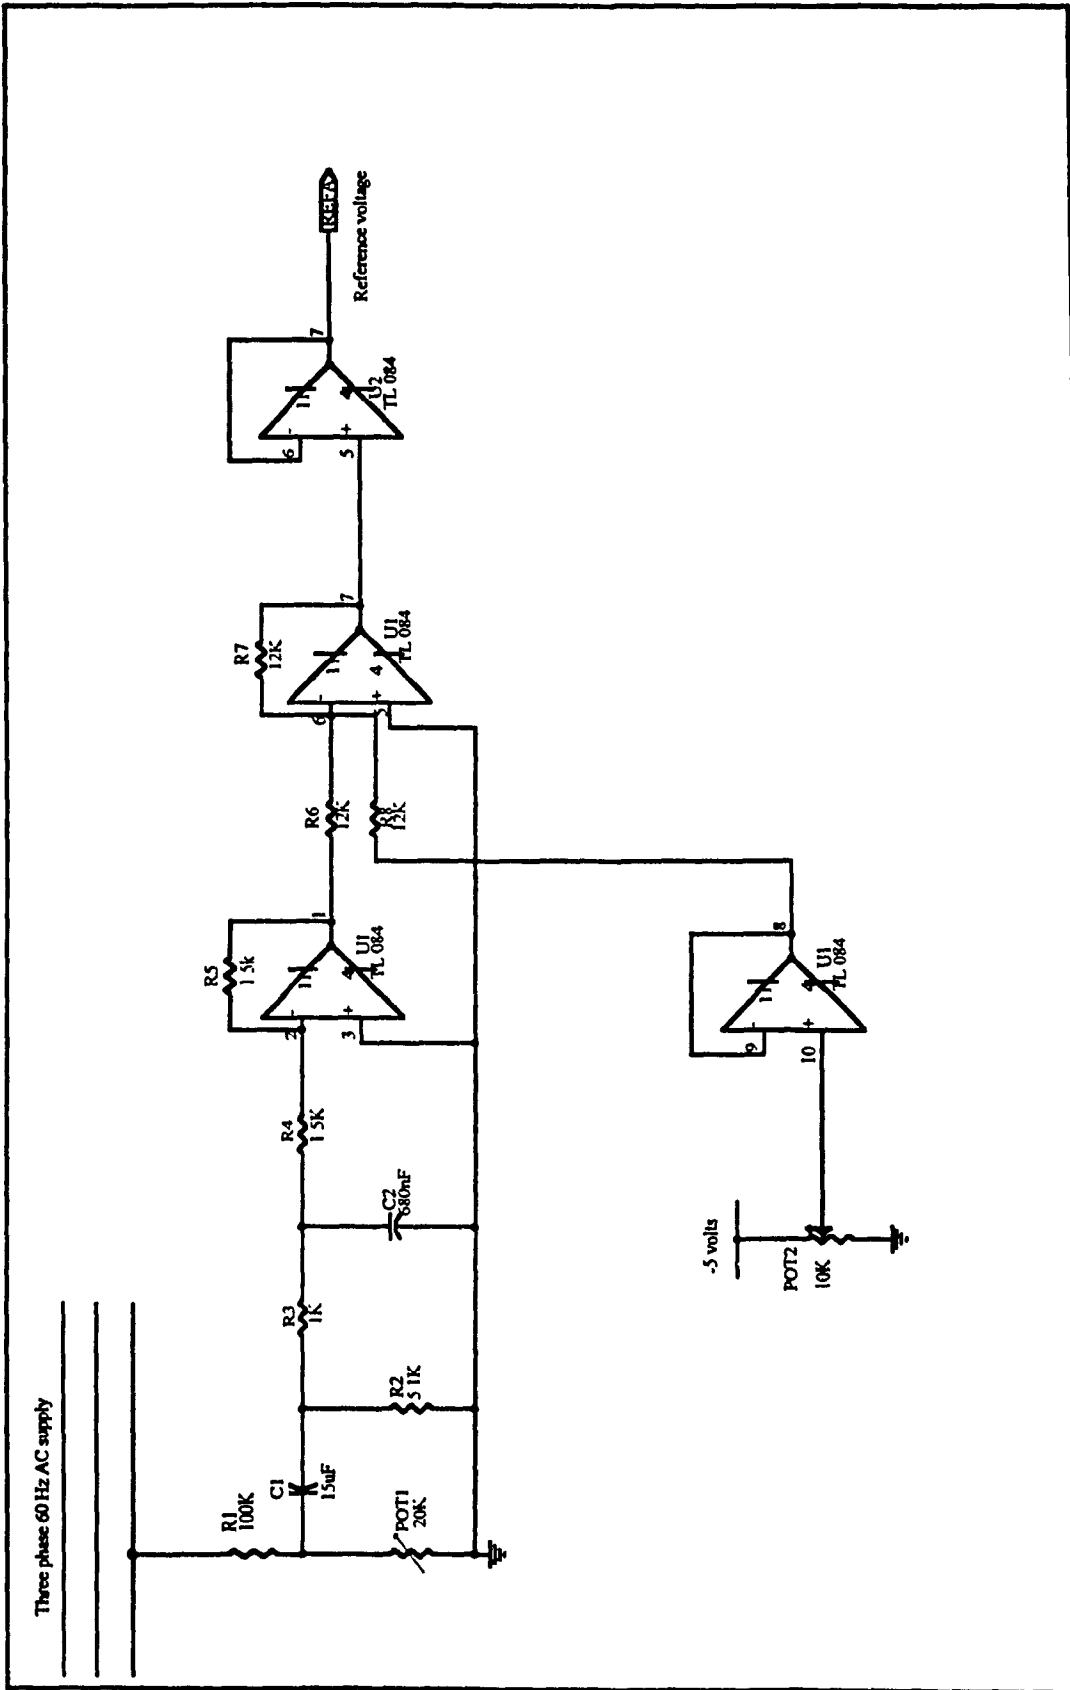 Three phase 60 Hz AC supply
R1
100K
C1
15uF
POT1
20K
R2
5 1K
R3
1K
C2
680nF
R4
1 5K
R5
1 5k
2
3
-
+
11
4
1
U1
TL 084
R6
12K
R8
12K
R7
12K
6
5
-
+
11
4
7
U1
TL 084
6
5
-
+
11
4
7
U2
TL 084
REFA
Reference voltage
-5 volts
POT2
10K
9
10
-
+
11
4
8
U1
TL 084